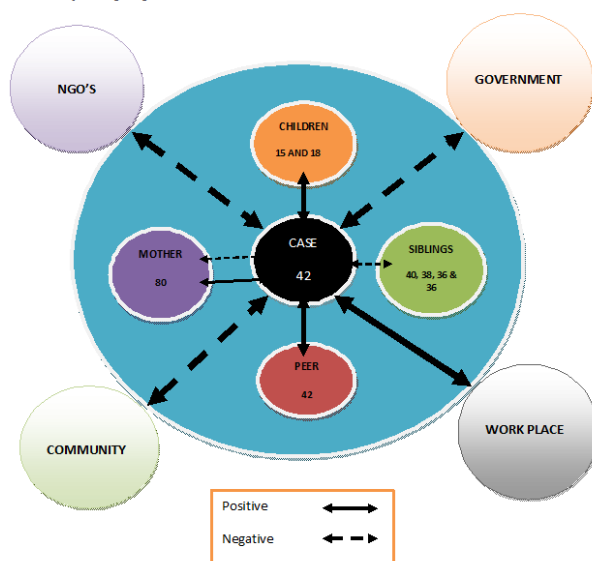 NGO'S
GOVERNMENT
CHILDREN
15 AND 18
CASE
42
MOTHER
80
SIBLINGS
40, 38, 36 &
36
PEER
42
COMMUNITY
WORK PLACE
Positive
Negative